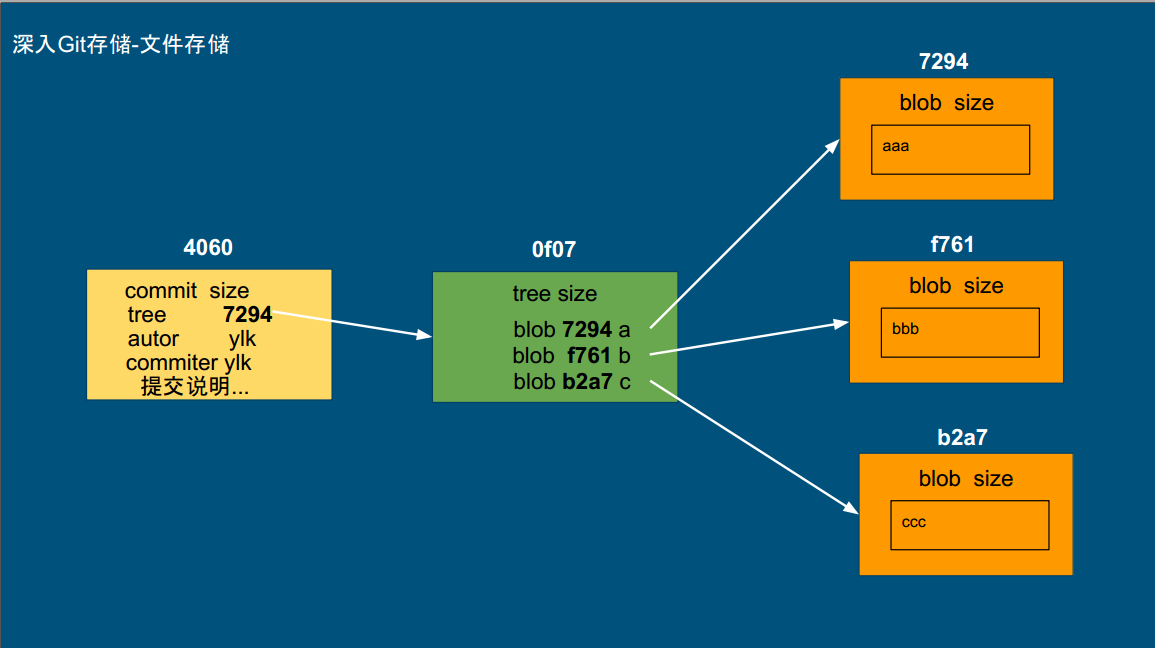 深入Git存储-文件存储
4060
commit size
tree 7294
autor ylk
commiter ylk
提交说明...
0f07
tree size
blob 7294 a
blob f761 b
blob b2a7 c
7294
blob size
aaa
f761
blob size
bbb
b2a7
blob size
ccc